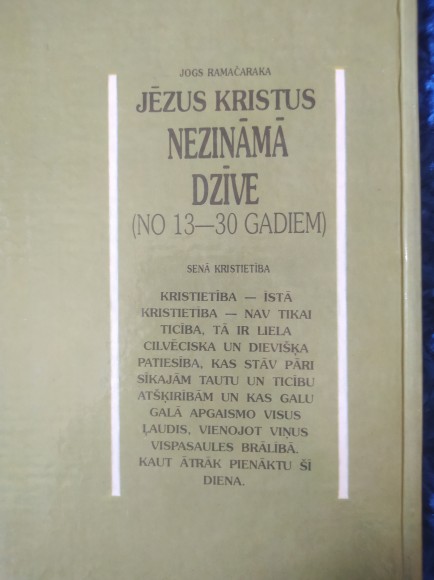 JOGS RAMAČARAKA
JĒZUS KRISTUS
NEZINĀMĀ
DZĪVE
(NO 13—30 GADIEM)
SENĀ KRISTIETĪBA
KRISTIETĪBA — ĪSTĀ
KRISTIETĪBA — NAV TIKAI
TICĪBA, TĀ IR LIELA
CILVĒCISKA UN DIEVIŠĶA
PATIESĪBA, KAS STĀV PĀRI
SĪKAJĀM TAUTU UN TICĪBU
ATŠĶIRĪBĀM UN KAS GALU
GALĀ APGAISMO VISUS
ĻAUDIS, VIENOJOT VIŅUS
VISPASAULES BRĀLĪBĀ.
KAUT ĀTRĀK PIENĀKTU ŠĪ
DIENA.